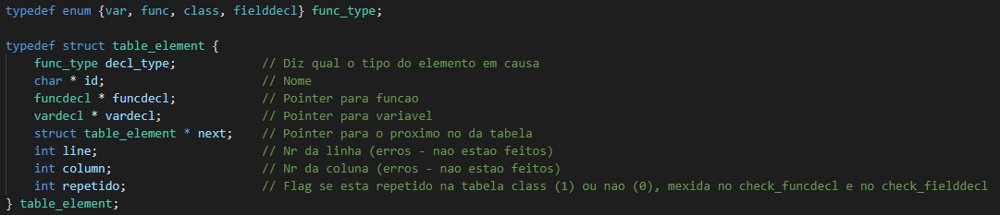 typedef enum {var, func, class, fielddecl} func_type;
typedef struct table_element {
func_type decl_type; // Diz qual o tipo do elemento em causa
char * id; // Nome
funcdecl * funcdecl; // Pointer para funcao
vardecl * vardecl; // Pointer para variavel
struct table_element * next; // Pointer para o proximo no da tabela
int line; // Nr da linha (erros - nao estao feitos)
int column; // Nr da coluna (erros - nao estao feitos)
int repetido; // Flag se esta repetido na tabela class (1) ou nao (0), mexida no check_funcdecl e no check_fielddecl
} table_element;